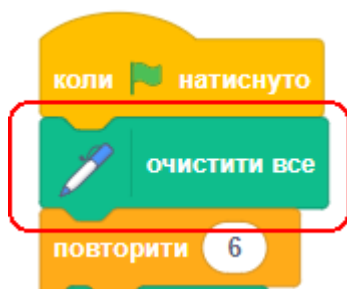 коли натиснуто
очистити все
повторити 6